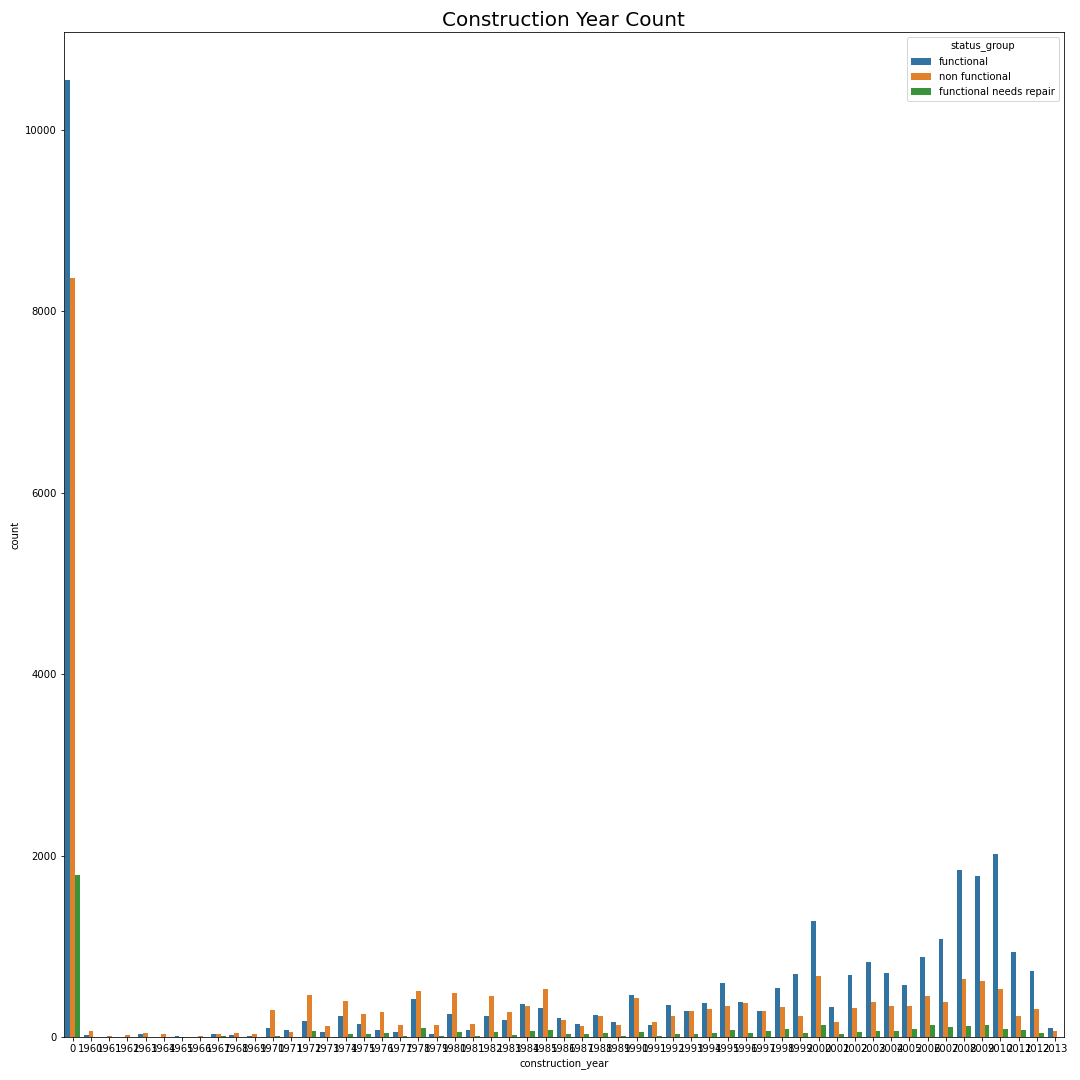 Construction Year Count
status_group
functional
non functional
functional needs repair
10000
8000
6000
4000
2000
0
count
0 1960 1961 1962 1963 1964 1965 1966 1967 1968 1969 1970 1971 1972 1973 1974 1975 1976 1977 1978 1979 1980 1981 1982 1983 1984 1985 1986 1987 1988 1989 1990 1991 1992 1993 1994 1995 1996 1997 1998 1999 2000 2001 2002 2003 2004 2005 2006 2007 2008 2009 2010 2011 2012 2013
construction_year